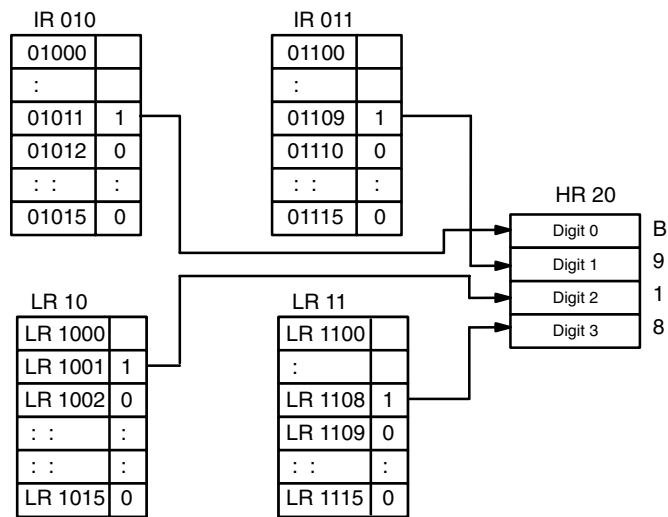 IR 010
01000
:
01011 1
01012 0
: : :
01015 0
IR 011
01100
:
01109 1
01110 0
: : :
01115 0
HR 20
Digit 0 B
Digit 1 9
Digit 2 1
Digit 3 8
LR 10
LR 1000
LR 1001 1
LR 1002 0
: : :
: : :
LR 1015 0
LR 11
LR 1100
:
LR 1108 1
LR 1109 0
: : :
LR 1115 0